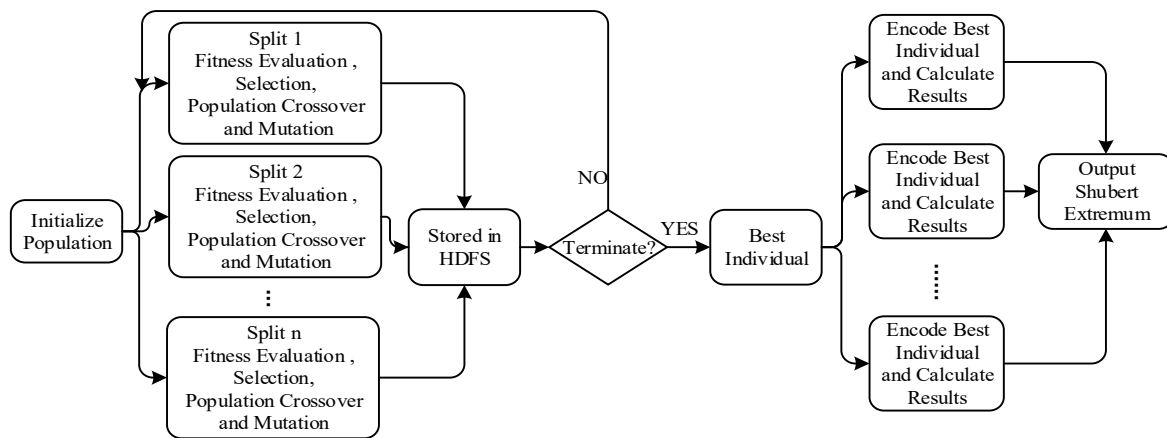 Initialize
Population
Split 1
Fitness Evaluation ,
Selection,
Population Crossover
and Mutation
Split 2
Fitness Evaluation ,
Selection,
Population Crossover
and Mutation
...
Split n
Fitness Evaluation ,
Selection,
Population Crossover
and Mutation
Stored in
HDFS
NO
Terminate?
YES
Best
Individual
Encode Best
Individual
and Calculate
Results
Encode Best
Individual
and Calculate
Results
......
Encode Best
Individual
and Calculate
Results
Output
Shubert
Extremum